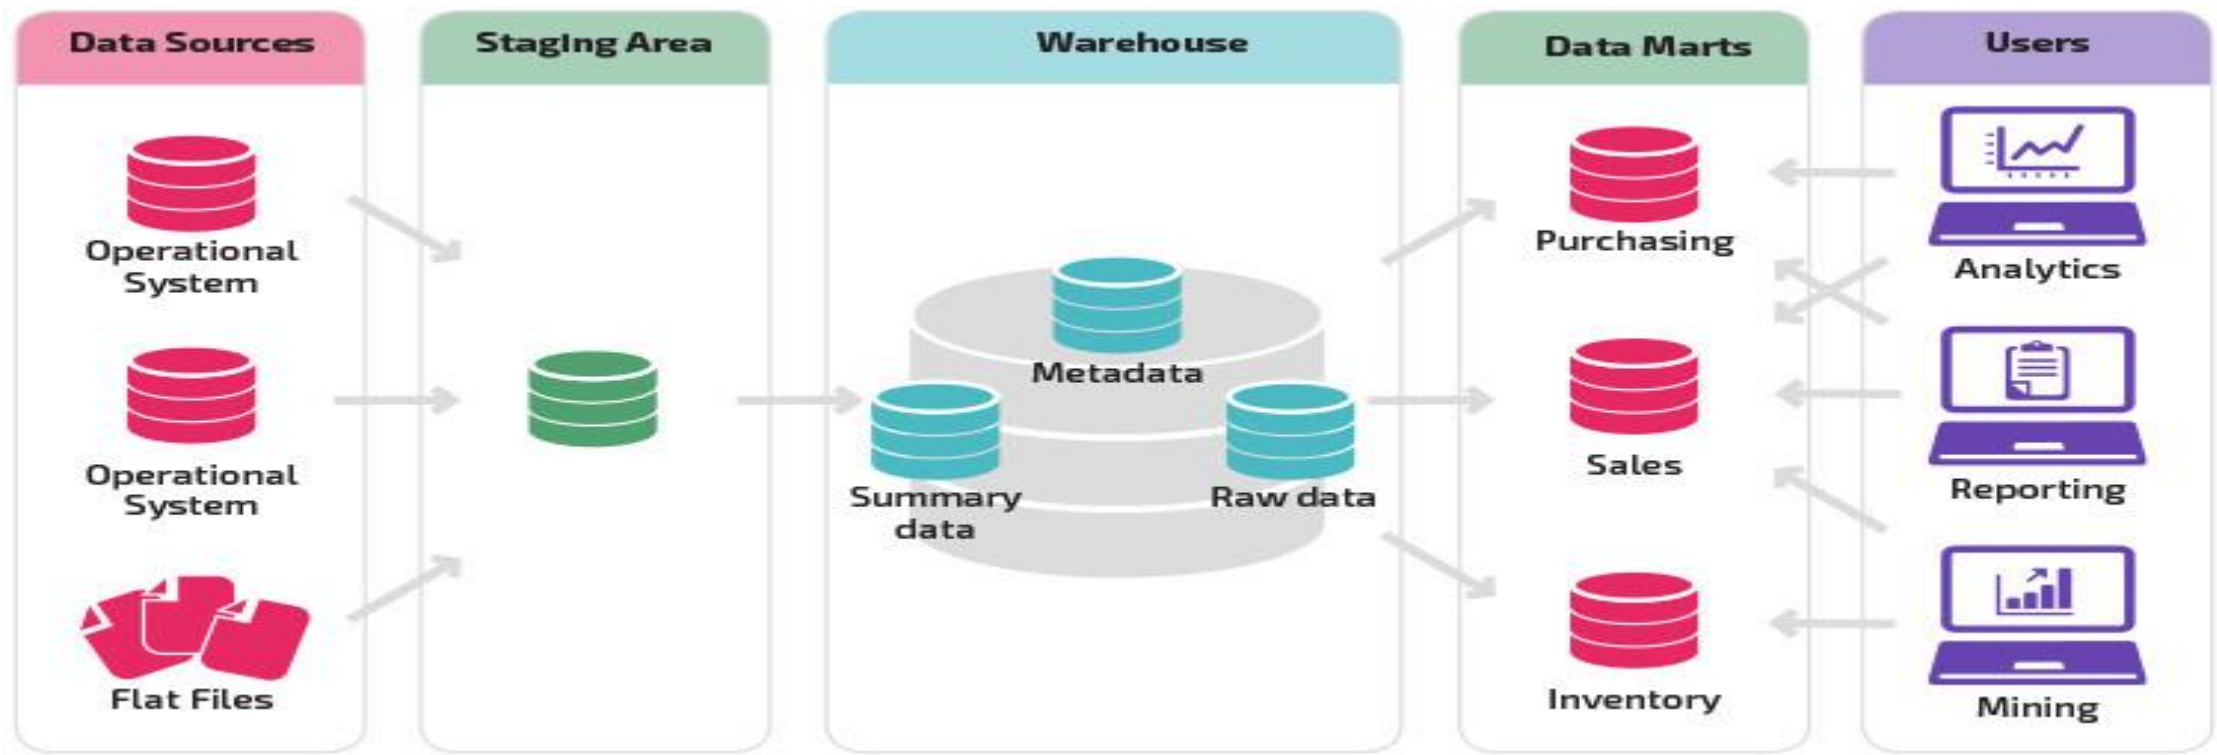 Data Sources
Operational
System
Operational
System
Flat Files
Staging Area
Warehouse
Metadata
Summary
data
Raw data
Data Marts
Purchasing
Sales
Inventory
Users
Analytics
Reporting
Mining